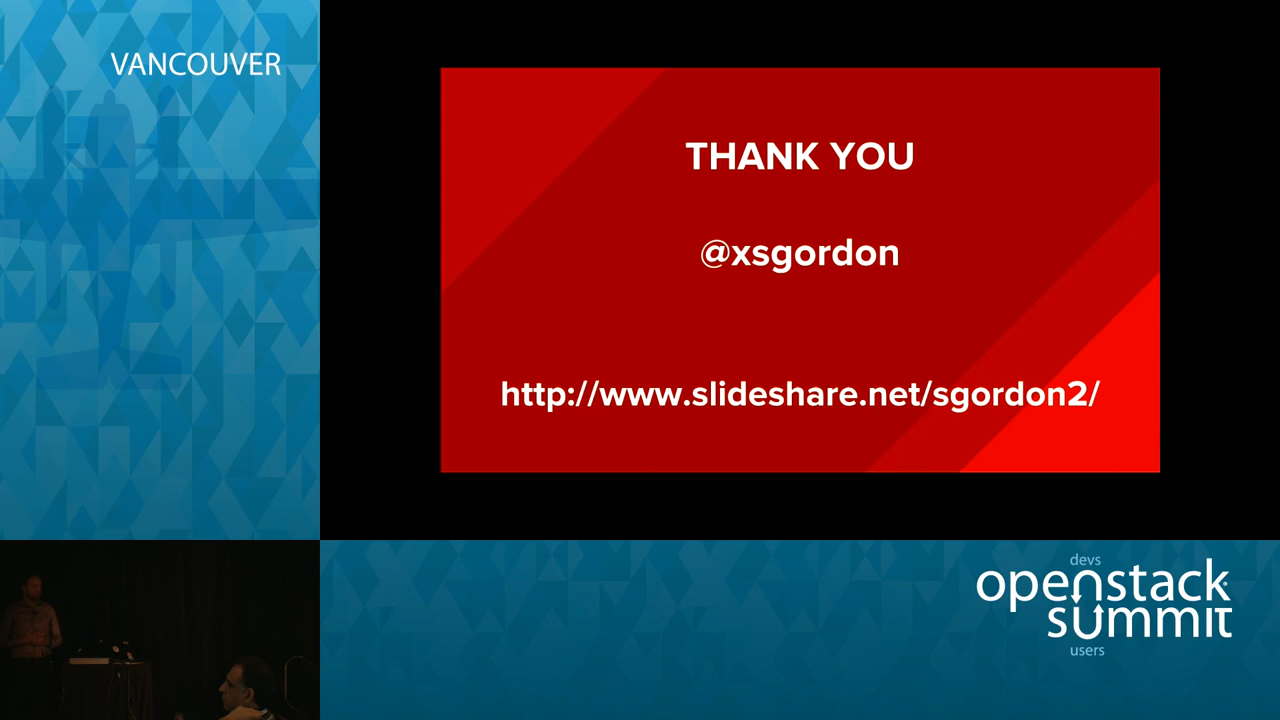 VANCOUVER
THANK YOU
@xsgordon
http://www.slideshare.net/sgordon2/
devs
openstack
summit
users